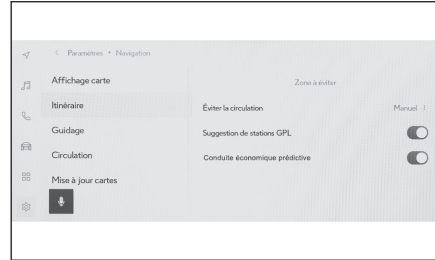 Paramètres • Navigation
Affichage carte
Zone à éviter
Itinéraire
Éviter la circulation
Manuel
Guidage
Suggestion de stations GPL
Circulation
Conduite économique prédictive
Mise à jour cartes